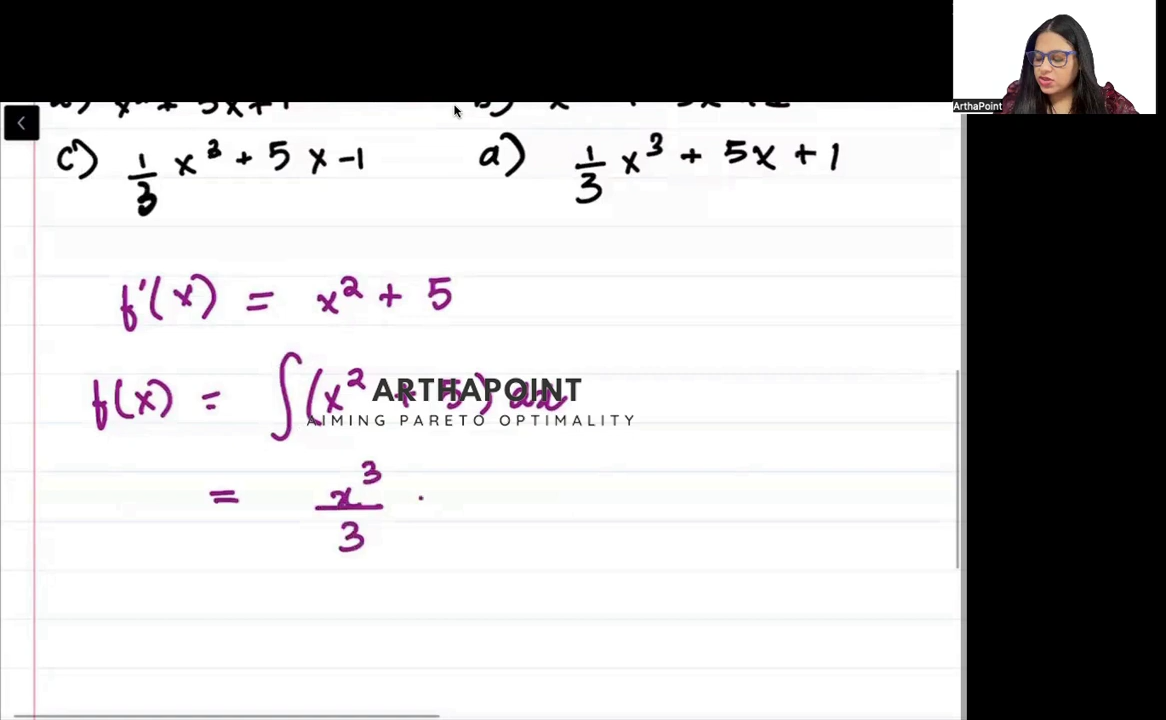 ArthaPoint
c) 1/3 x³ + 5x - 1
a) 1/3 x³ + 5x + 1
f'(x) = x² + 5
f(x) = ∫(x² + 5) dx
ARTHAPOINT
AIMING PARETO OPTIMALITY
= x³/3